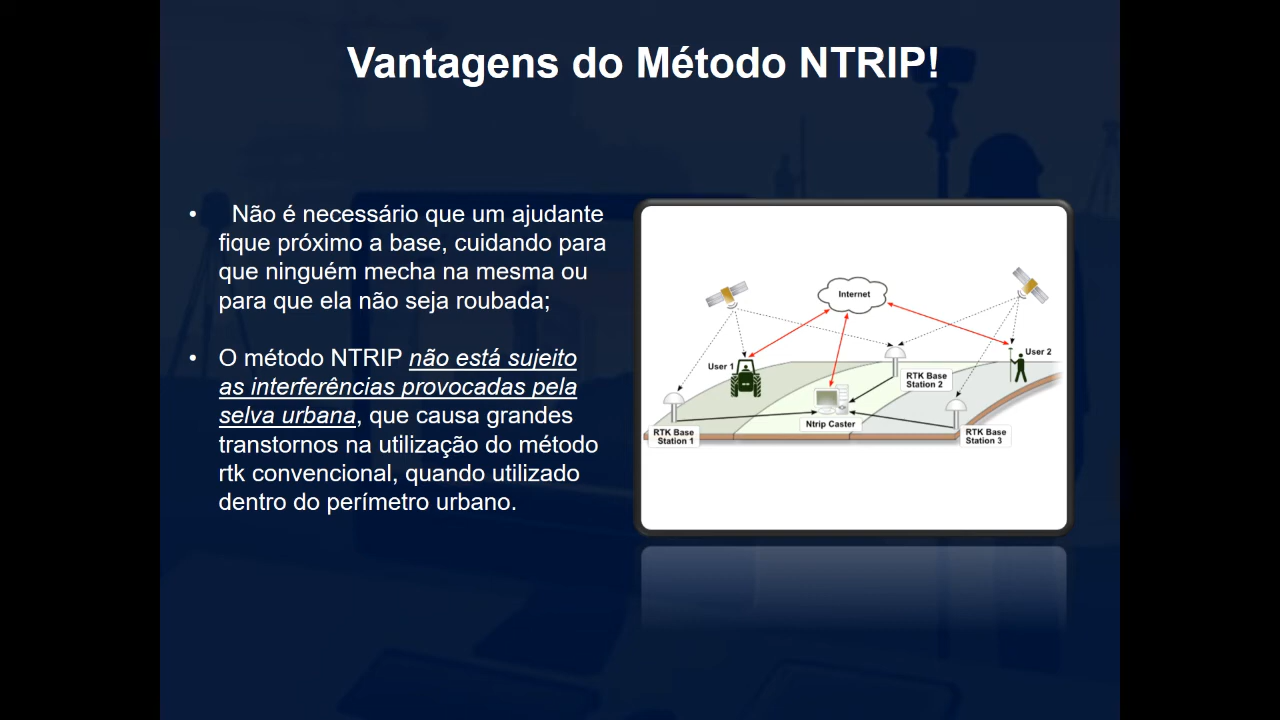 Vantagens do Método NTRIP!
• Não é necessário que um ajudante
fique próximo a base, cuidando para
que ninguém mecha na mesma ou
para que ela não seja roubada;
• O método NTRIP não está sujeito
as interferências provocadas pela
selva urbana, que causa grandes
transtornos na utilização do método
rtk convencional, quando utilizado
dentro do perímetro urbano.
Internet
User 1
User 2
RTK Base
Station 2
Ntrip Caster
RTK Base
Station 1
RTK Base
Station 3